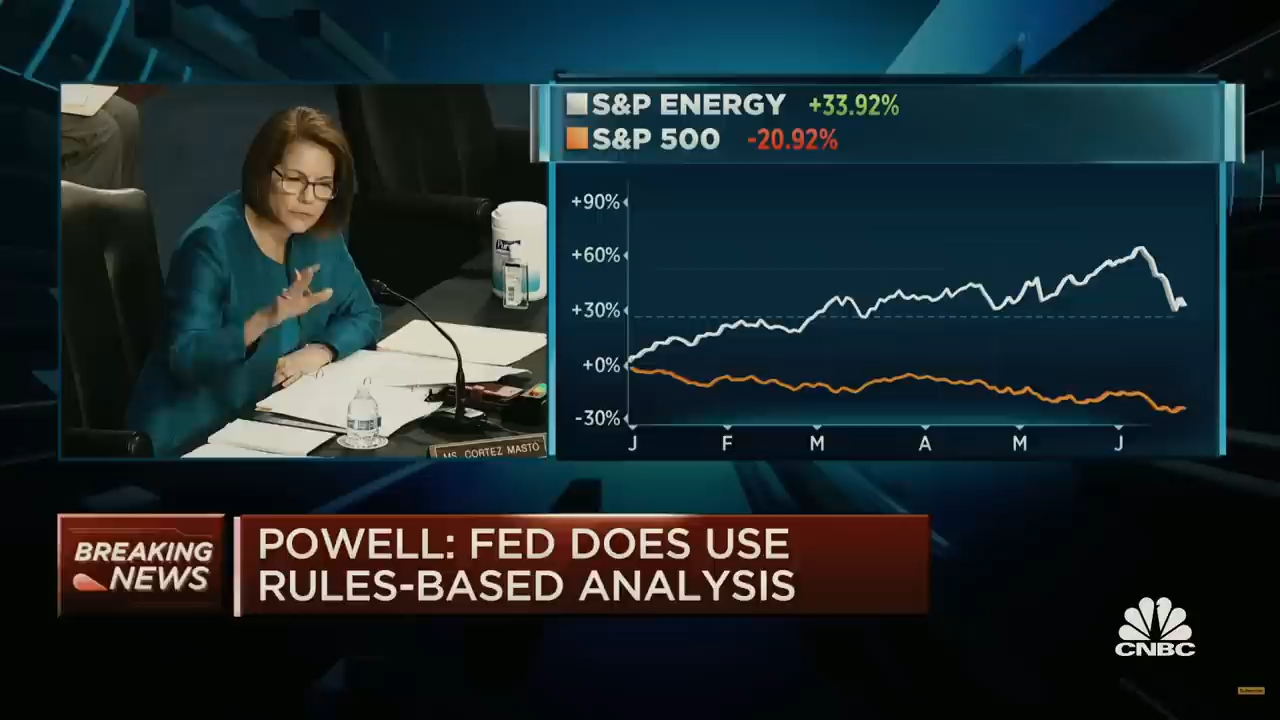 S&P ENERGY +33.92%
S&P 500 -20.92%
+90%
+60%
+30%
+0%
-30%
J F M A M J
MS. CORTEZ MASTO
BREAKING NEWS
POWELL: FED DOES USE
RULES-BASED ANALYSIS
CNBC